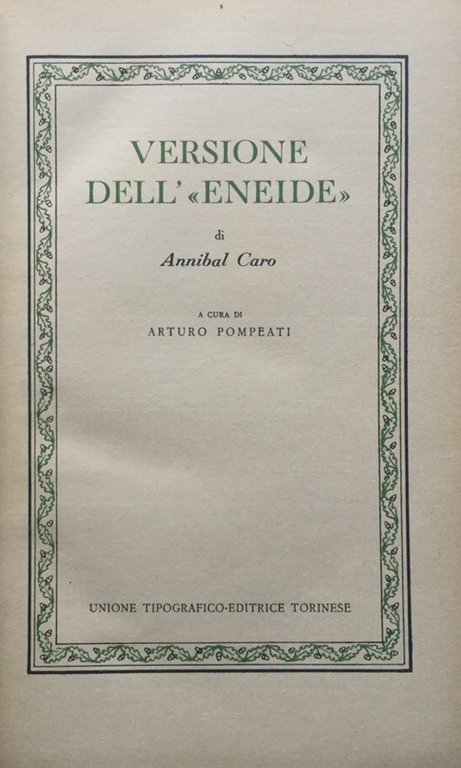 VERSIONE
DELL'«ENEIDE»
di
Annibal Caro
A CURA DI
ARTURO POMPEATI
UNIONE TIPOGRAFICO-EDITRICE TORINESE